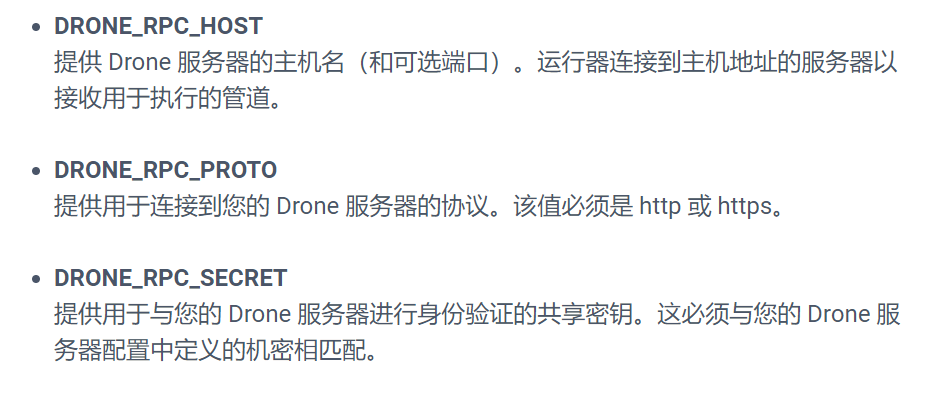 DRONE_RPC_HOST
提供 Drone 服务器的主机名（和可选端口）。运行器连接到主机地址的服务器以
接收用于执行的管道。
DRONE_RPC_PROTO
提供用于连接到您的 Drone 服务器的协议。该值必须是 http 或 https。
DRONE_RPC_SECRET
提供用于与您的 Drone 服务器进行身份验证的共享密钥。这必须与您的 Drone 服
务器配置中定义的机密相匹配。